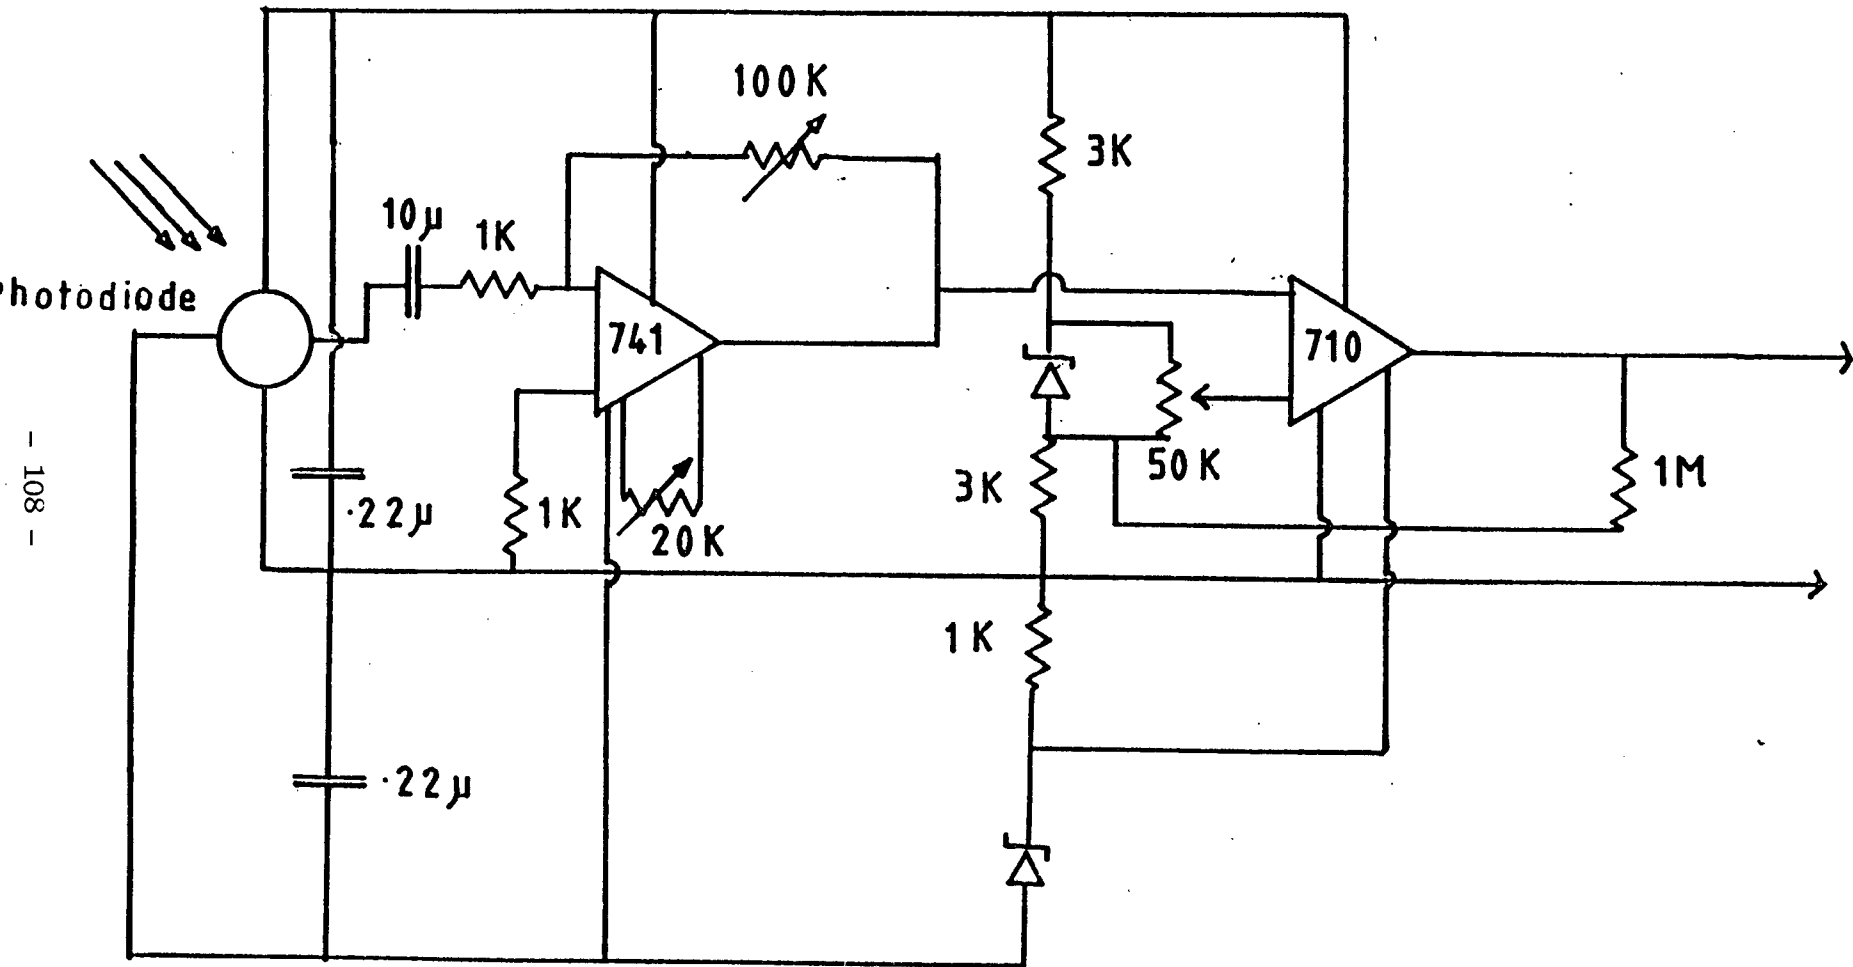 100K
3K
10µ
1K
Photodiode
741
710
50K
1M
3K
.22µ
1K
20K
1K
.22µ
- 108 -